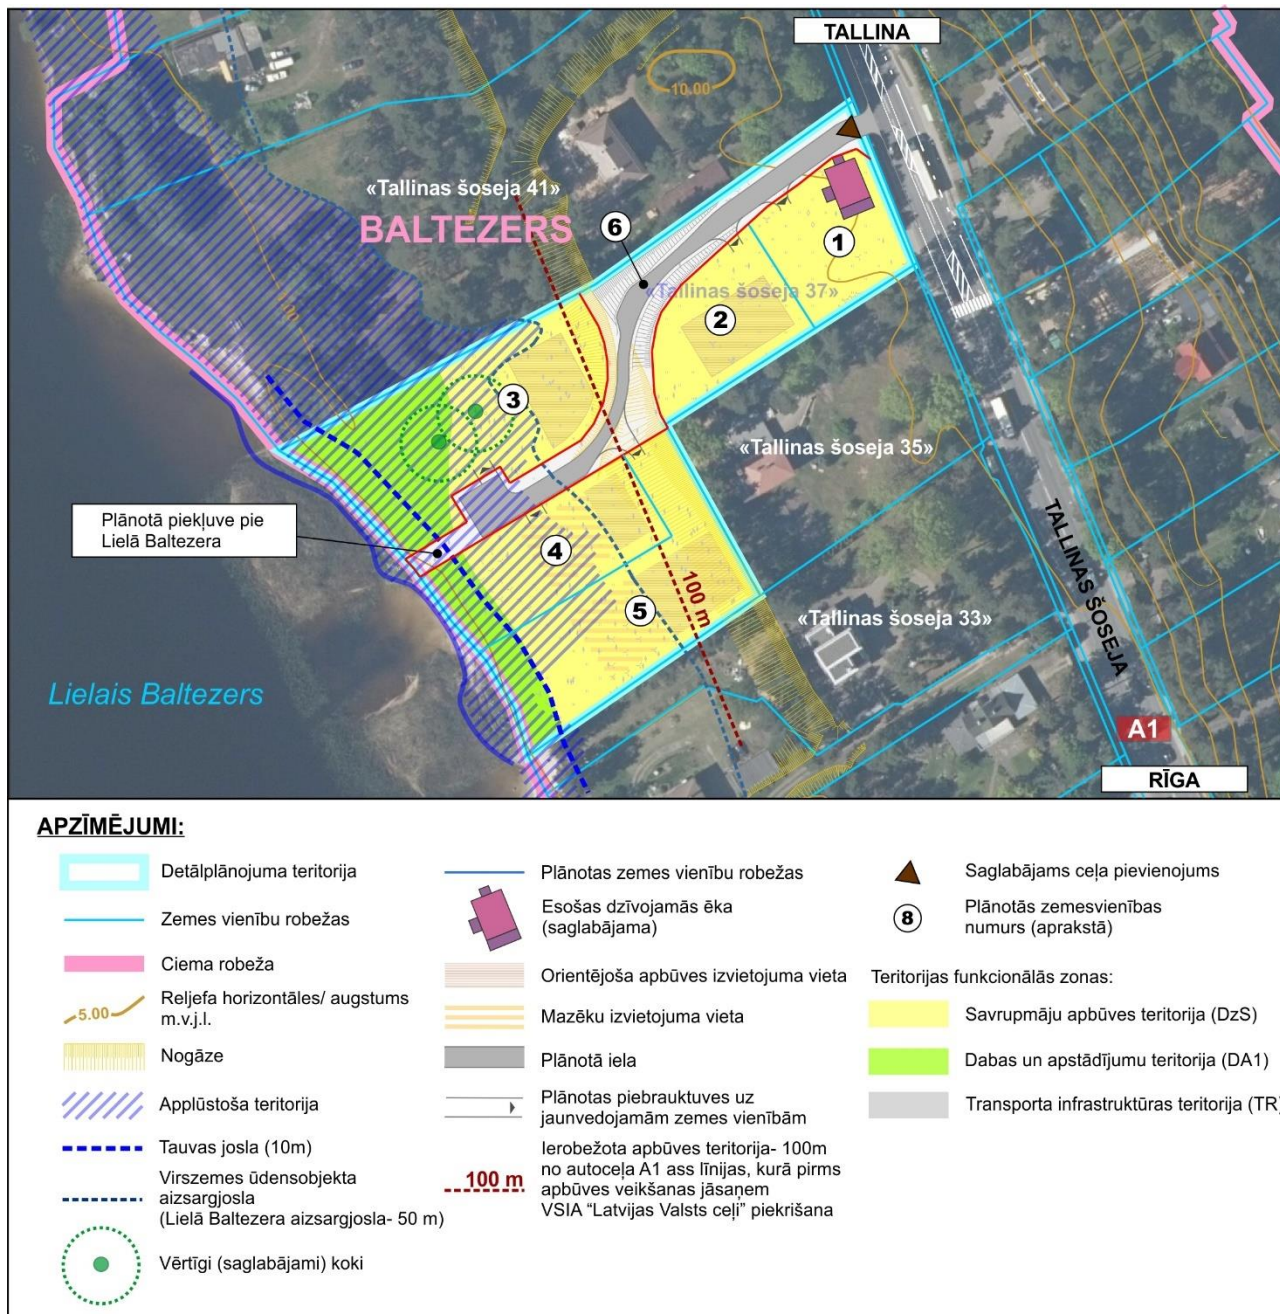 TALLINA
10.00
«Tallinas šoseja 41»
BALTEZERS
6
1
«Tallinas šoseja 37»
2
3
«Tallinas šoseja 35»
Plānotā piekļuve pie
Lielā Baltezera
4
TALLINAS ŠOSEJA
100 m
5
«Tallinas šoseja 33»
Lielais Baltezers
A1
RĪGA
APZĪMĒJUMI:
Detālplānojuma teritorija
Zemes vienību robežas
Ciema robeža
5.00
Reljefa horizontāles/ augstums
m.v.j.l.
Nogāze
Applūstoša teritorija
Tauvas josla (10m)
Virszemes ūdensobjekta
aizsargjosla
(Lielā Baltezera aizsargjosla- 50 m)
Vērtīgi (saglabājami) koki
Plānotas zemes vienību robežas
Esošas dzīvojamās ēka
(saglabājama)
Orientējoša apbūves izvietojuma vieta
Mazēku izvietojuma vieta
Plānotā iela
Plānotas piebrauktuves uz
jaunvedojamām zemes vienībām
100 m
Ierobežota apbūves teritorija- 100m
no autoceļa A1 ass līnijas, kurā pirms
apbūves veikšanas jāsaņem
VSIA “Latvijas Valsts ceļi” piekrišana
Saglabājams ceļa pievienojums
8
Plānotās zemesvienības
numurs (aprakstā)
Teritorijas funkcionālās zonas:
Savrupmāju apbūves teritorija (DzS)
Dabas un apstādījumu teritorija (DA1)
Transporta infrastruktūras teritorija (TR)